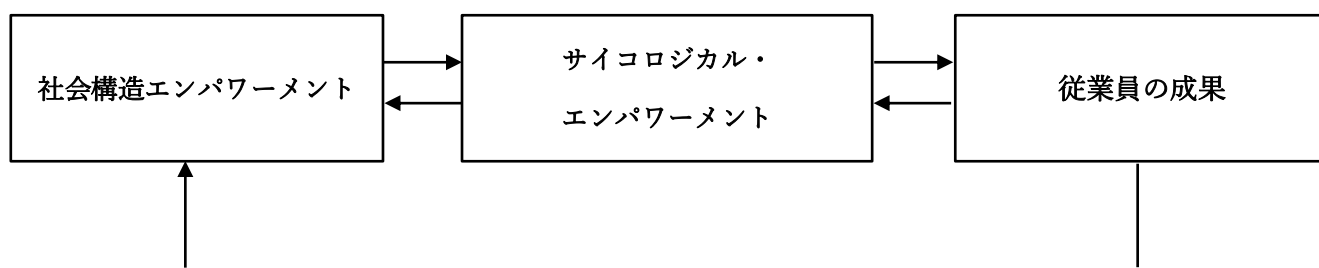 社会構造エンパワーメント
サイコロジカル・
エンパワーメント
従業員の成果